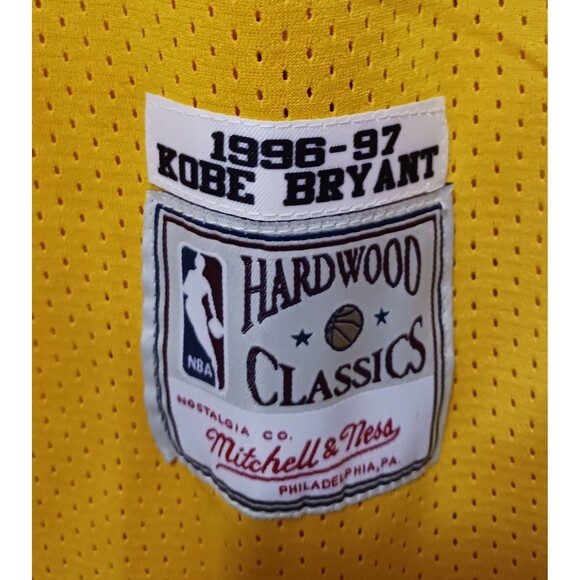 1996-97
KOBE BRYANT
HARDWOOD
CLASSICS
NBA
NOSTALGIA CO.
Mitchell & Ness
PHILADELPHIA, PA.